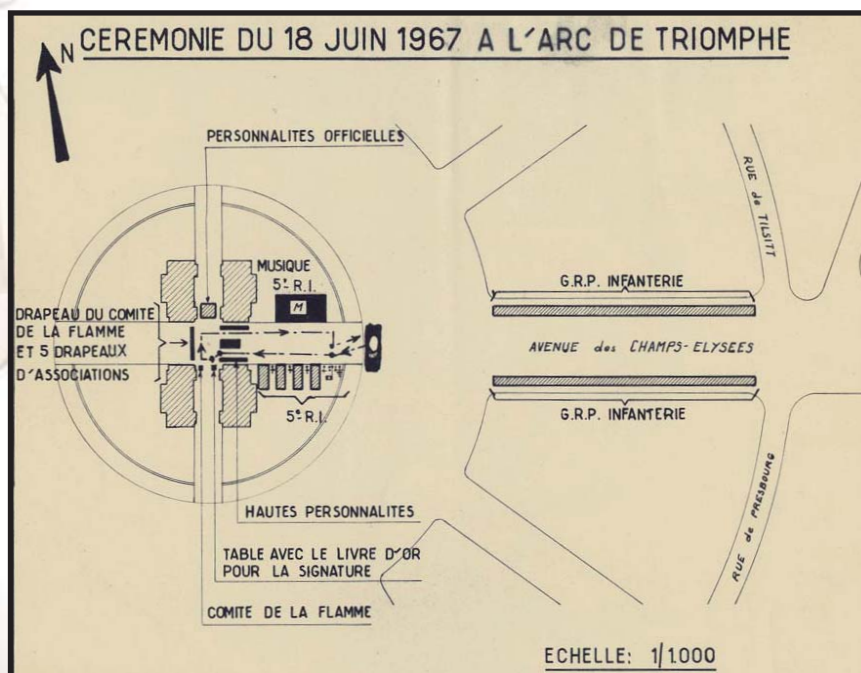 CEREMONIE DU 18 JUIN 1967 A L'ARC DE TRIOMPHE
N
PERSONNALITES OFFICIELLES
RUE de TILSITT
MUSIQUE
5e R.I.
M
G.R.P. INFANTERIE
DRAPEAU DU COMITE
DE LA FLAMME
ET 5 DRAPEAUX
D'ASSOCIATIONS
AVENUE des CHAMPS-ELYSEES
5e R.I.
G.R.P. INFANTERIE
HAUTES PERSONNALITES
TABLE AVEC LE LIVRE D'OR
POUR LA SIGNATURE
COMITE DE LA FLAMME
RUE de PRESBOURG
ECHELLE: 1/1.000